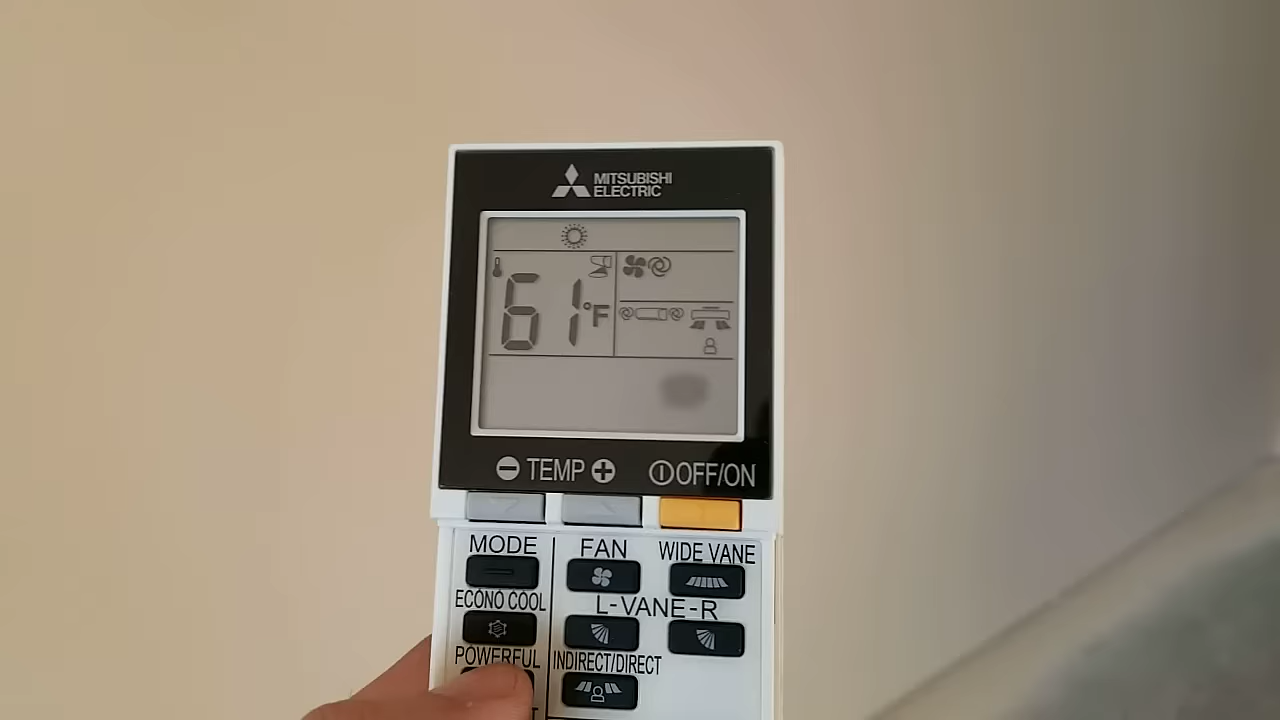 MITSUBISHI
ELECTRIC
61°F
TEMP OFF/ON
MODE FAN WIDE VANE
ECONO COOL L-VANE-R
POWERFUL INDIRECT/DIRECT